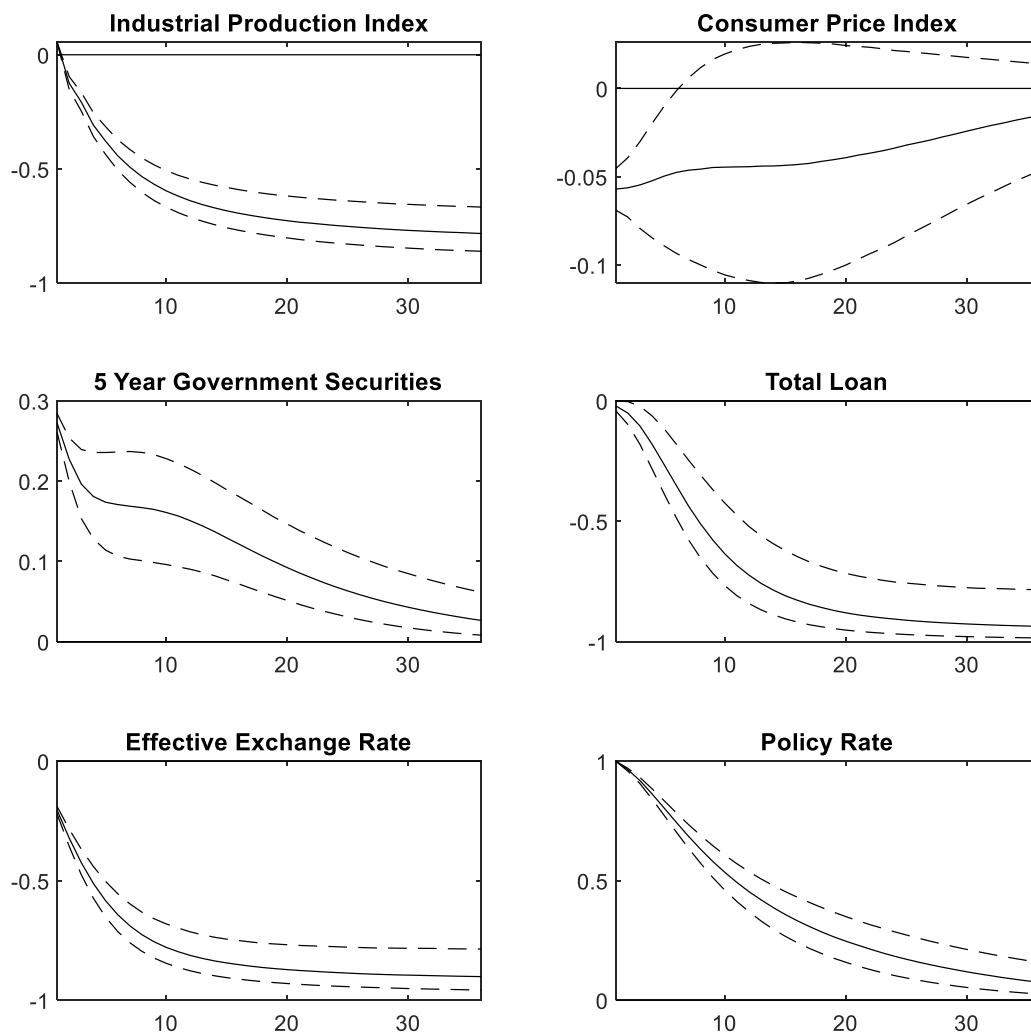 Industrial Production Index
0
-0.5
-1
10 20 30
Consumer Price Index
0
-0.05
-0.1
10 20 30
5 Year Government Securities
0.3
0.2
0.1
0
10 20 30
Total Loan
0
-0.5
-1
10 20 30
Effective Exchange Rate
0
-0.5
-1
10 20 30
Policy Rate
1
0.5
0
10 20 30